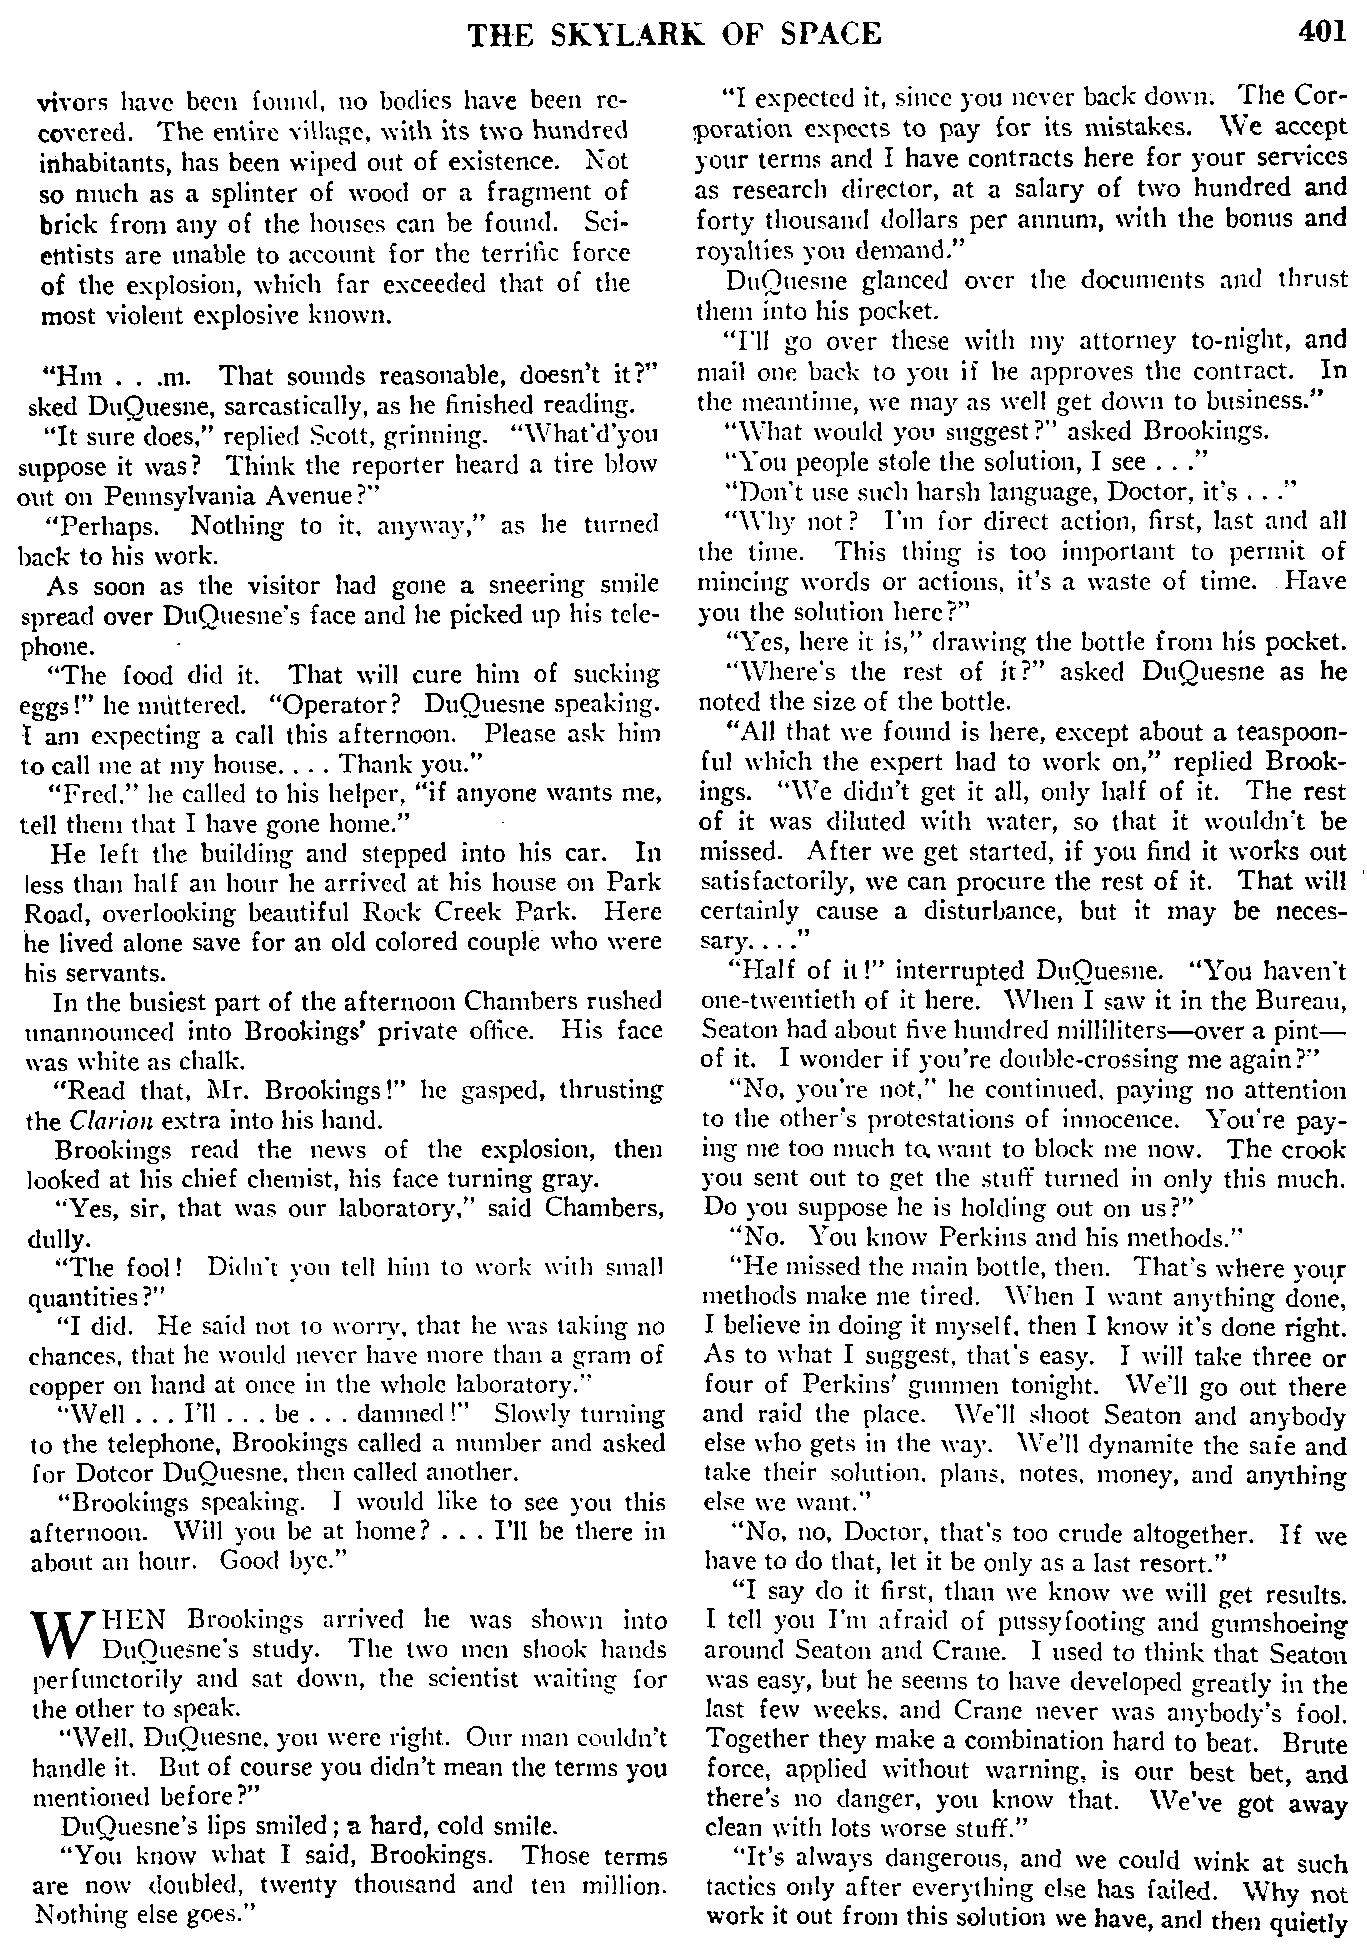 THE SKYLARK OF SPACE
401
vivors have been found, no bodies have been re-
covered. The entire village, with its two hundred
inhabitants, has been wiped out of existence. Not
so much as a splinter of wood or a fragment of
brick from any of the houses can be found. Sci-
entists are unable to account for the terrific force
of the explosion, which far exceeded that of the
most violent explosive known.
"Hm . . .m. That sounds reasonable, doesn't it?"
sked DuQuesne, sarcastically, as he finished reading.
"It sure does," replied Scott, grinning. "What'd'you
suppose it was? Think the reporter heard a tire blow
out on Pennsylvania Avenue?"
"Perhaps. Nothing to it, anyway," as he turned
back to his work.
As soon as the visitor had gone a sneering smile
spread over DuQuesne's face and he picked up his tele-
phone.
"The food did it. That will cure him of sucking
eggs!" he muttered. "Operator? DuQuesne speaking.
I am expecting a call this afternoon. Please ask him
to call me at my house. . . . Thank you."
"Fred," he called to his helper, "if anyone wants me,
tell them that I have gone home."
He left the building and stepped into his car. In
less than half an hour he arrived at his house on Park
Road, overlooking beautiful Rock Creek Park. Here
he lived alone save for an old colored couple who were
his servants.
In the busiest part of the afternoon Chambers rushed
unannounced into Brookings' private office. His face
was white as chalk.
"Read that, Mr. Brookings!" he gasped, thrusting
the Clarion extra into his hand.
Brookings read the news of the explosion, then
looked at his chief chemist, his face turning gray.
"Yes, sir, that was our laboratory," said Chambers,
dully.
"The fool! Didn't you tell him to work with small
quantities?"
"I did. He said not to worry, that he was taking no
chances, that he would never have more than a gram of
copper on hand at once in the whole laboratory."
"Well . . . I'll . . . be . . . damned!" Slowly turning
to the telephone, Brookings called a number and asked
for Dotcor DuQuesne, then called another.
"Brookings speaking. I would like to see you this
afternoon. Will you be at home? . . . I'll be there in
about an hour. Good bye."
WHEN Brookings arrived he was shown into
DuQuesne's study. The two men shook hands
perfunctorily and sat down, the scientist waiting for
the other to speak.
"Well, DuQuesne, you were right. Our man couldn't
handle it. But of course you didn't mean the terms you
mentioned before?"
DuQuesne's lips smiled; a hard, cold smile.
"You know what I said, Brookings. Those terms
are now doubled, twenty thousand and ten million.
Nothing else goes."
"I expected it, since you never back down. The Cor-
poration expects to pay for its mistakes. We accept
your terms and I have contracts here for your services
as research director, at a salary of two hundred and
forty thousand dollars per annum, with the bonus and
royalties you demand."
DuQuesne glanced over the documents and thrust
them into his pocket.
"I'll go over these with my attorney to-night, and
mail one back to you if he approves the contract. In
the meantime, we may as well get down to business."
"What would you suggest?" asked Brookings.
"You people stole the solution, I see . . ."
"Don't use such harsh language, Doctor, it's . . ."
"Why not? I'm for direct action, first, last and all
the time. This thing is too important to permit of
mincing words or actions, it's a waste of time. Have
you the solution here?"
"Yes, here it is," drawing the bottle from his pocket.
"Where's the rest of it?" asked DuQuesne as he
noted the size of the bottle.
"All that we found is here, except about a teaspoon-
ful which the expert had to work on," replied Brook-
ings. "We didn't get it all, only half of it. The rest
of it was diluted with water, so that it wouldn't be
missed. After we get started, if you find it works out
satisfactorily, we can procure the rest of it. That will
certainly cause a disturbance, but it may be neces-
sary. . . ."
"Half of it!" interrupted DuQuesne. "You haven't
one-twentieth of it here. When I saw it in the Bureau,
Seaton had about five hundred milliliters—over a pint—
of it. I wonder if you're double-crossing me again?"
"No, you're not," he continued, paying no attention
to the other's protestations of innocence. You're pay-
ing me too much to want to block me now. The crook
you sent out to get the stuff turned in only this much.
Do you suppose he is holding out on us?"
"No. You know Perkins and his methods."
"He missed the main bottle, then. That's where your
methods make me tired. When I want anything done,
I believe in doing it myself, then I know it's done right.
As to what I suggest, that's easy. I will take three or
four of Perkins' gunmen tonight. We'll go out there
and raid the place. We'll shoot Seaton and anybody
else who gets in the way. We'll dynamite the safe and
take their solution, plans, notes, money, and anything
else we want."
"No, no, Doctor, that's too crude altogether. If we
have to do that, let it be only as a last resort."
"I say do it first, than we know we will get results.
I tell you I'm afraid of pussyfooting and gumshoeing
around Seaton and Crane. I used to think that Seaton
was easy, but he seems to have developed greatly in the
last few weeks, and Crane never was anybody's fool.
Together they make a combination hard to beat. Brute
force, applied without warning, is our best bet, and
there's no danger, you know that. We've got away
clean with lots worse stuff."
"It's always dangerous, and we could wink at such
tactics only after everything else has failed. Why not
work it out from this solution we have, and then quietly